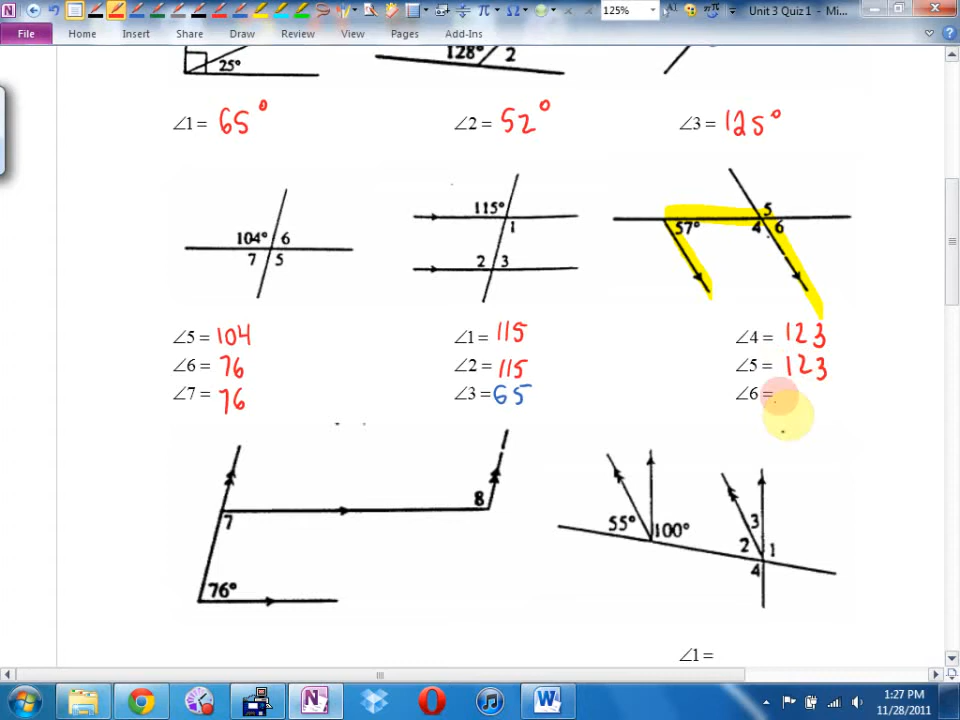 125%
Unit 3 Quiz 1 - Mi...
File
Home
Insert
Share
Draw
Review
View
Pages
Add-Ins
25°
128° 2
∠1 = 65°
∠2 = 52°
∠3 = 125°
104° 6
7 5
115°
1
2 3
5
57° 4 6
∠5 = 104
∠6 = 76
∠7 = 76
∠1 = 115
∠2 = 115
∠3 = 65
∠4 = 123
∠5 = 123
∠6 =
8
7
76°
55° 100°
3
2 1
4
∠1 =
1:27 PM
11/28/2011